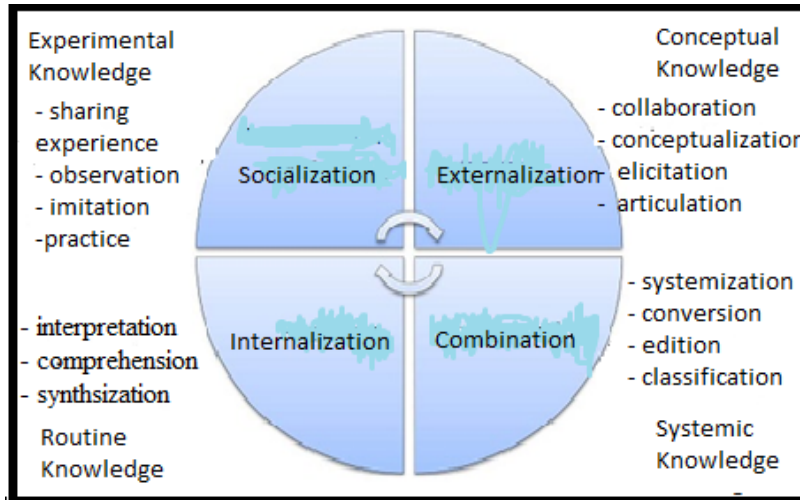 Experimental
Knowledge
- sharing
experience
- observation
- imitation
-practice
Socialization
Externalization
Conceptual
Knowledge
- collaboration
- conceptualization
- elicitation
- articulation
- interpretation
- comprehension
- synthsization
Routine
Knowledge
Internalization
Combination
- systemization
- conversion
- edition
- classification
Systemic
Knowledge
-